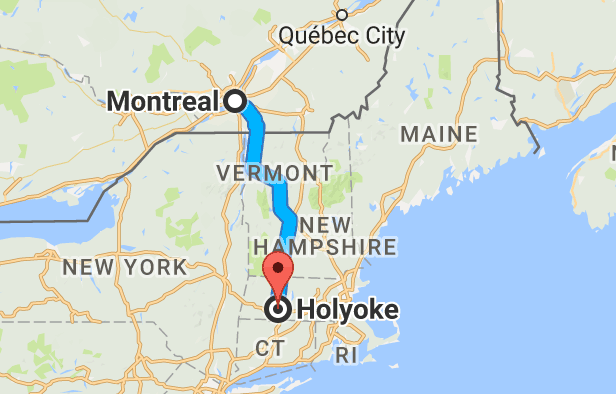 Québec City
Montreal
MAINE
VERMONT
NEW
HAMPSHIRE
NEW YORK
Holyoke
CT
RI